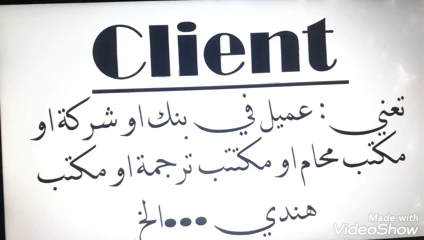 Client
تعني : عميل في بنك او شركة او
مكتب محام او مكتتب ترجمة او مكتب
هندي ...الخ
Made with
VideoShow